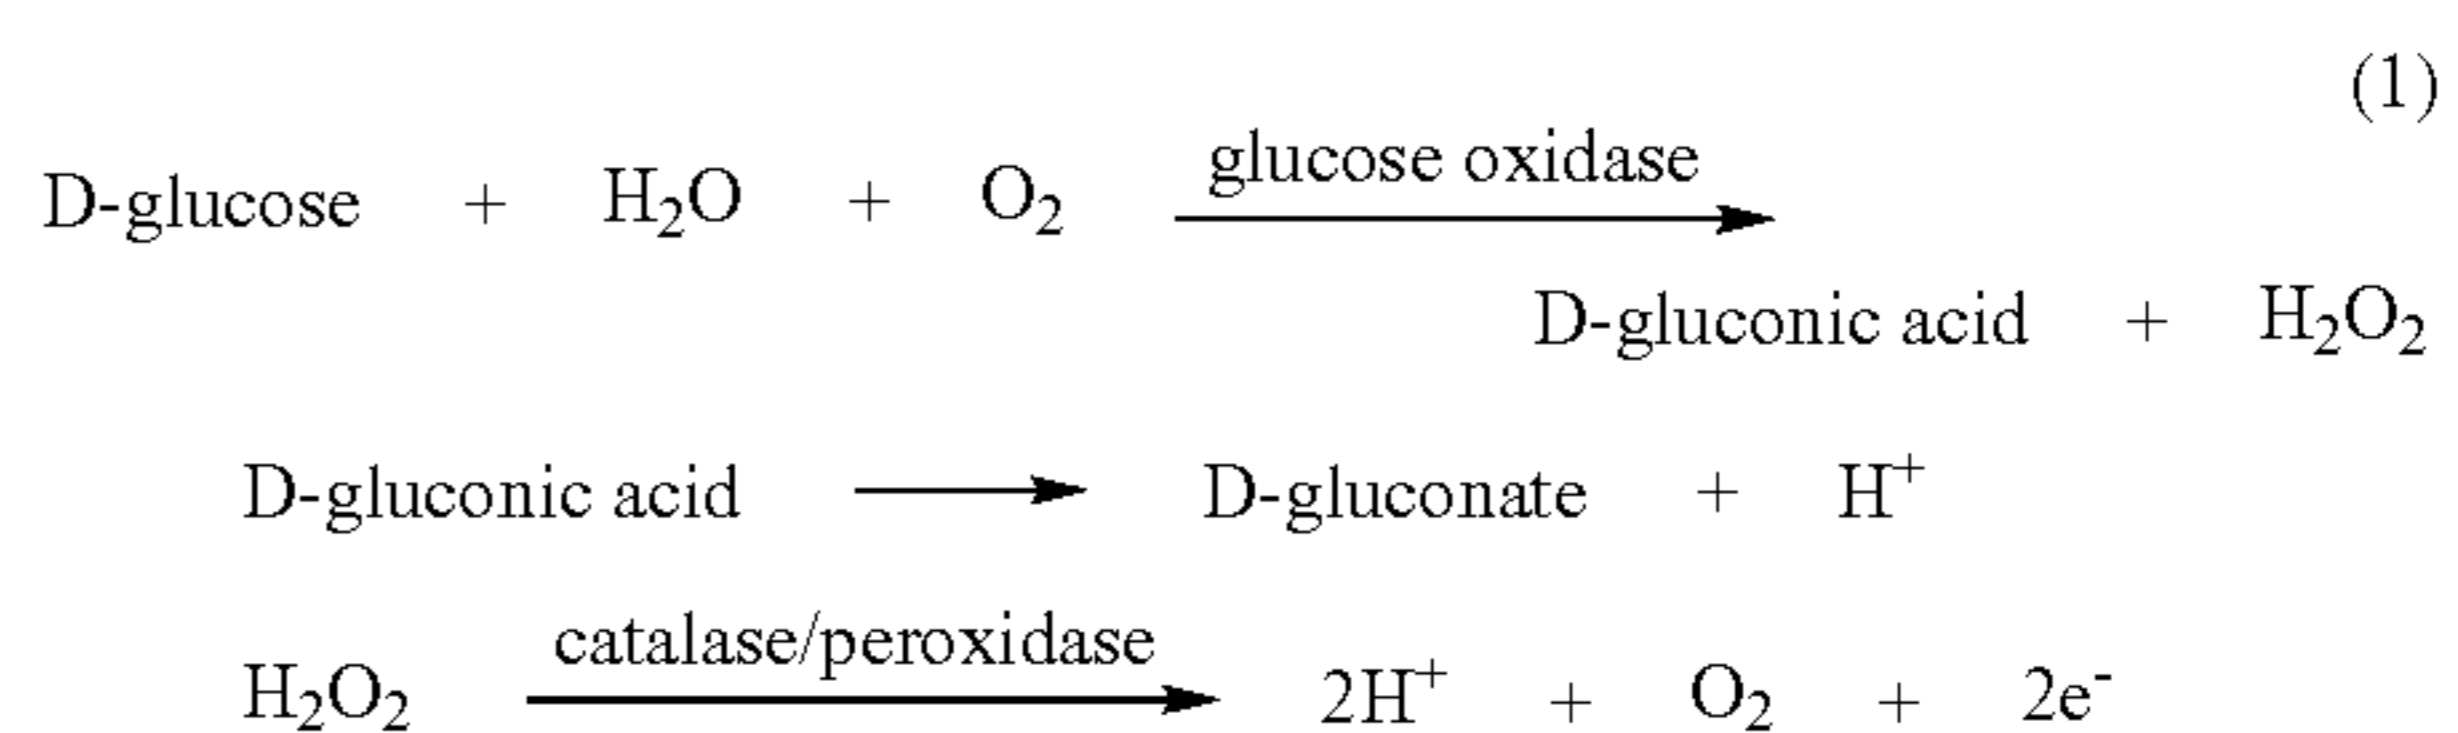 (1)
glucose oxidase
D-glucose + H₂O + O₂ ⟶
D-gluconic acid + H₂O₂
D-gluconic acid ⟶ D-gluconate + H⁺
catalase/peroxidase
H₂O₂ ⟶ 2H⁺ + O₂ + 2e⁻